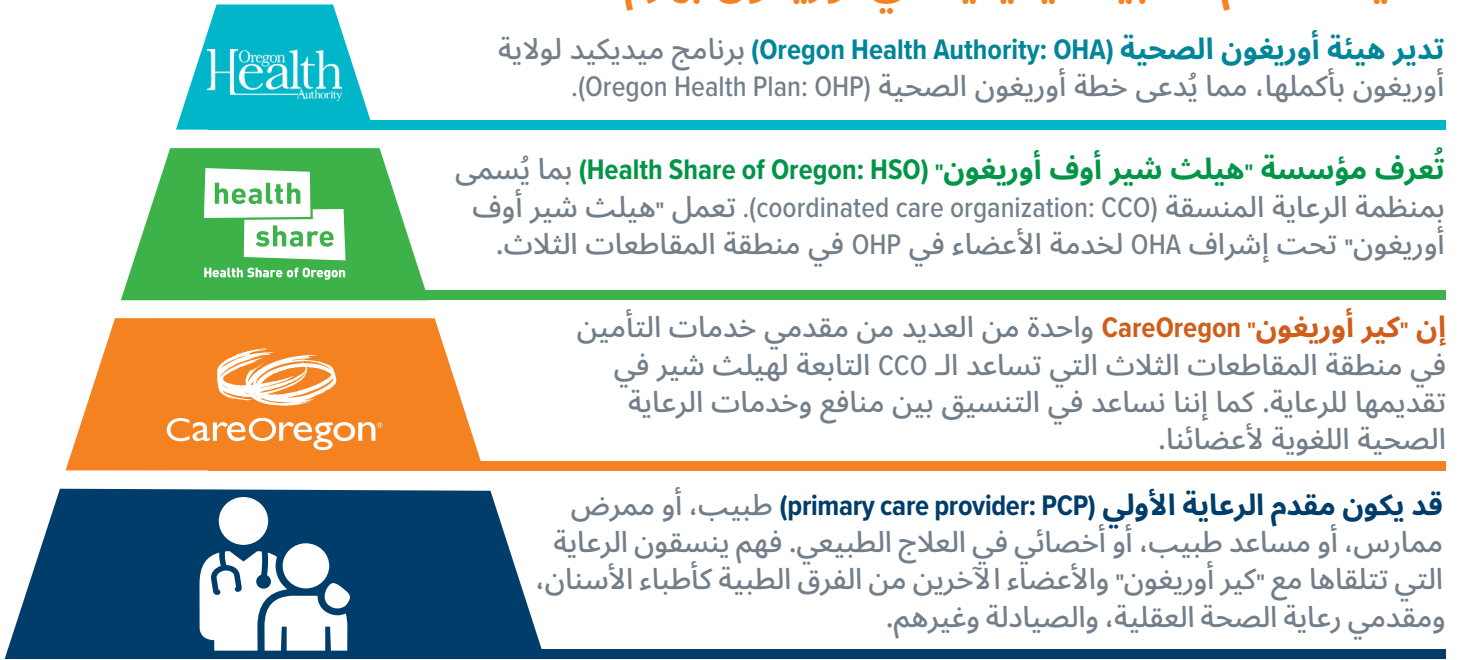 Oregon
Health
Authority
تدير هيئة أوريغون الصحية (Oregon Health Authority: OHA) برنامج ميديكيد لولاية
أوريغون بأكملها، مما يُدعى خطة أوريغون الصحية (Oregon Health Plan: OHP).
health
share
Health Share of Oregon
تُعرف مؤسسة "هيلث شير أوف أوريغون" (Health Share of Oregon: HSO) بما يُسمى
بمنظمة الرعاية المنسقة (coordinated care organization: CCO). تعمل "هيلث شير أوف
أوريغون" تحت إشراف OHA لخدمة الأعضاء في OHP في منطقة المقاطعات الثلاث.
CareOregon®
إن "كير أوريغون" CareOregon واحدة من العديد من مقدمي خدمات التأمين
في منطقة المقاطعات الثلاث التي تساعد الـ CCO التابعة لهيلث شير في
تقديمها للرعاية. كما إننا نساعد في التنسيق بين منافع وخدمات الرعاية
الصحية اللغوية لأعضائنا.
قد يكون مقدم الرعاية الأولي (primary care provider: PCP) طبيب، أو ممرض
ممارس، أو مساعد طبيب، أو أخصائي في العلاج الطبيعي. فهم ينسقون الرعاية
التي تتلقاها مع "كير أوريغون" والأعضاء الآخرين من الفرق الطبية كأطباء الأسنان،
ومقدمي رعاية الصحة العقلية، والصيادلة وغيرهم.